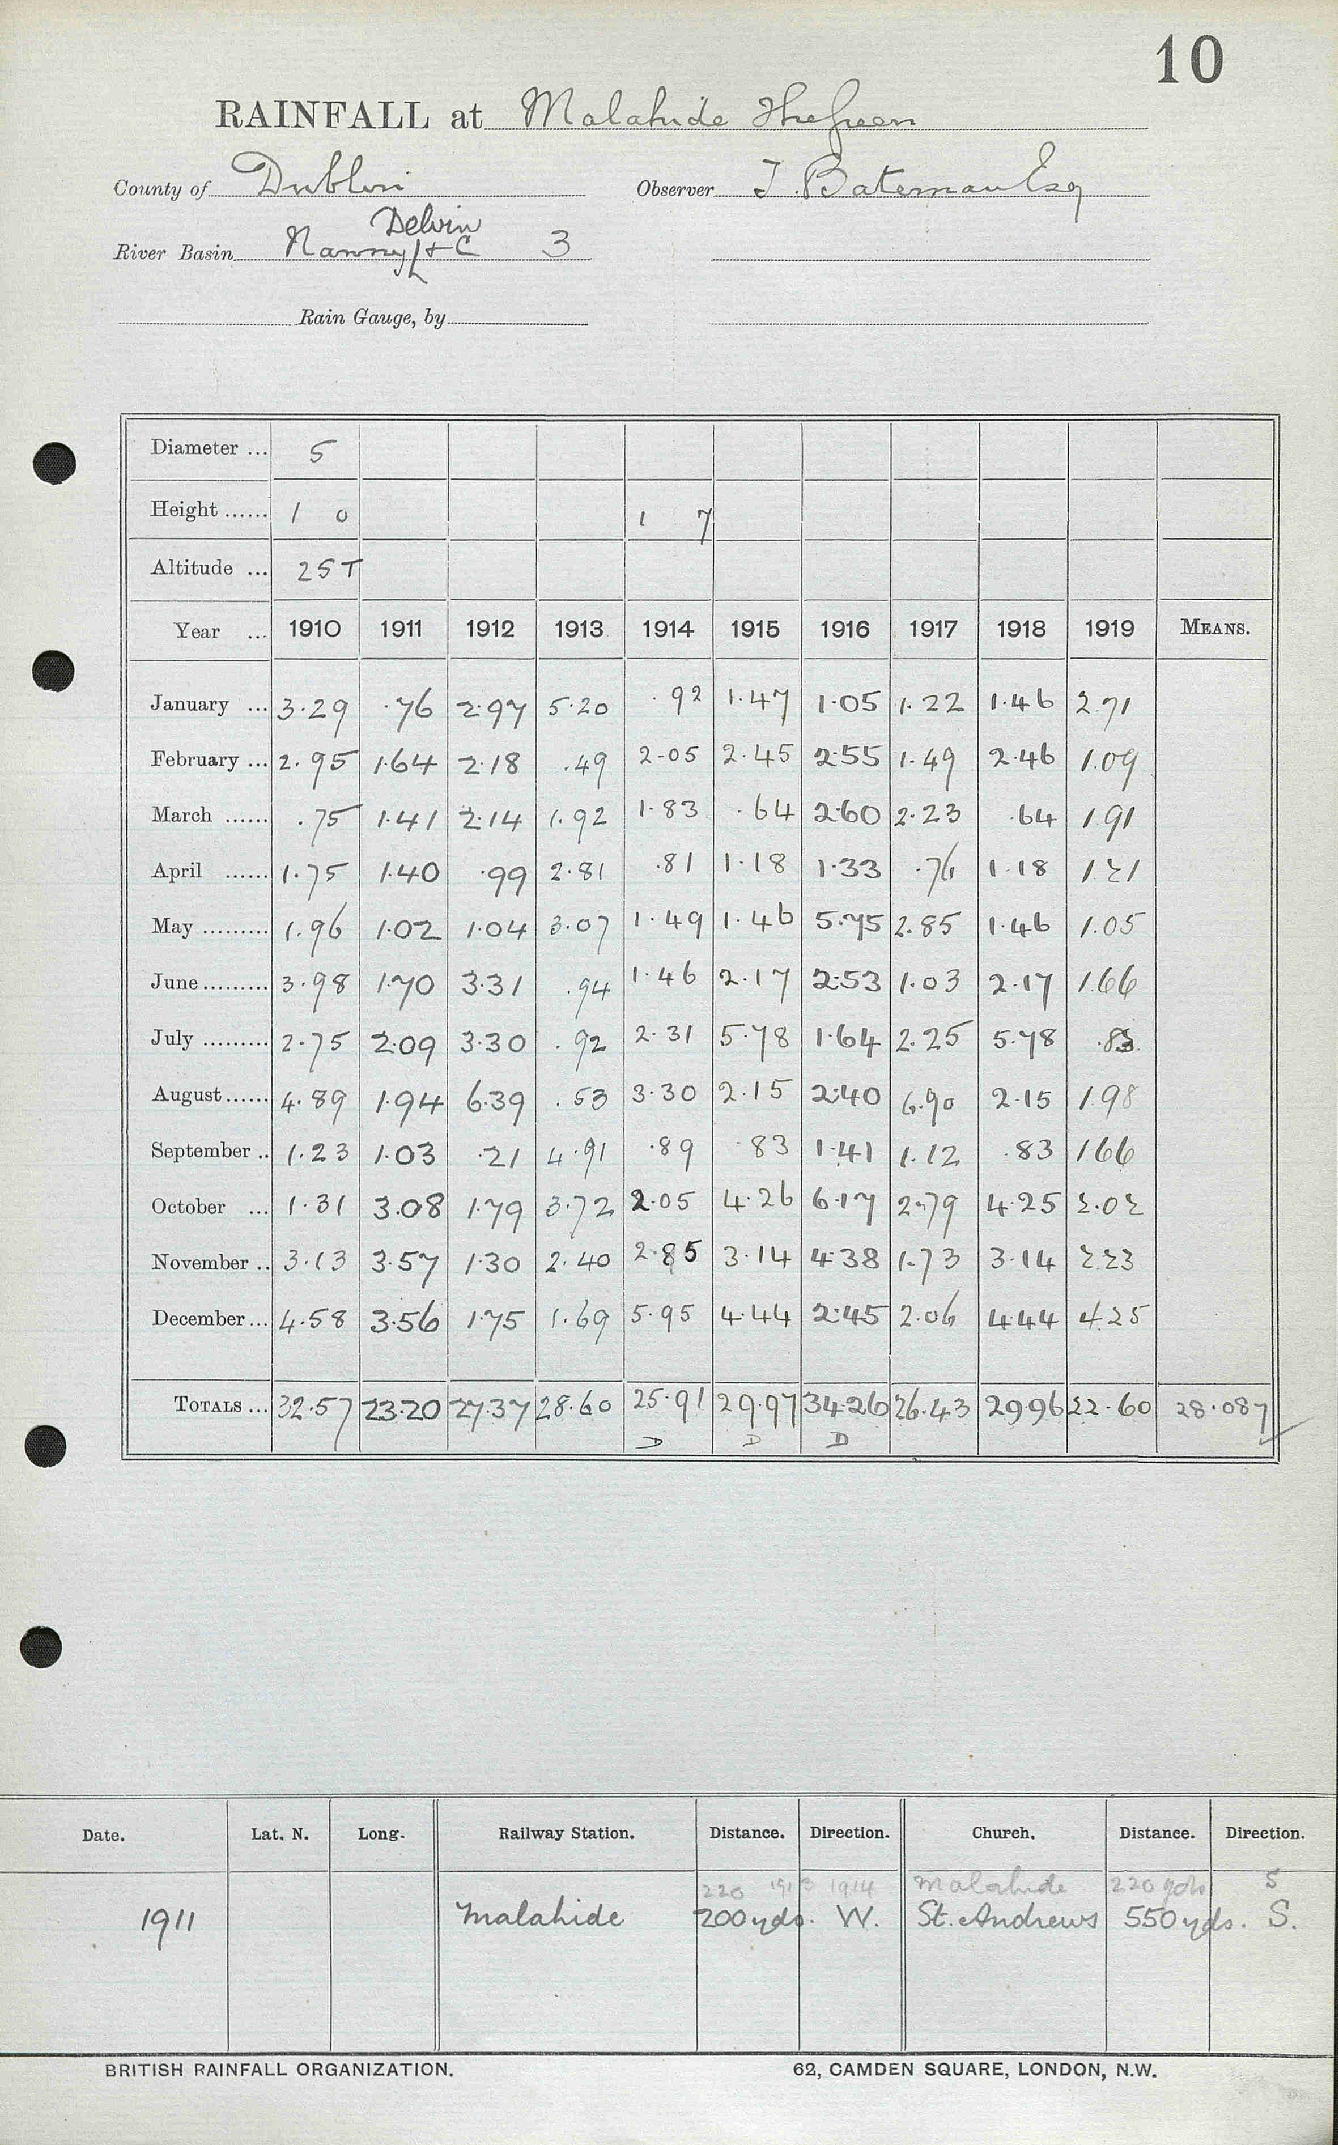 10
RAINFALL at Malahide The Green
County of Dublin Observer T. Bateman Esq
Delvin
River Basin Nanny & C 3
Rain Gauge, by
Diameter ... 5
Height ...... 1 0 1 7
Altitude ... 25 T
Year ... 1910 1911 1912 1913 1914 1915 1916 1917 1918 1919 MEANS.
January ... 3.29 .76 2.97 5.20 .92 1.47 1.05 1.22 1.46 2.71
February ... 2.95 1.64 2.18 .49 2.05 2.45 2.55 1.49 2.46 1.09
March ...... .75 1.41 2.14 1.92 1.83 .64 2.60 2.23 .64 1.91
April ...... 1.75 1.40 .99 2.81 .81 1.18 1.33 .76 1.18 1.21
May ......... 1.96 1.02 1.04 3.07 1.49 1.46 5.75 2.85 1.46 1.05
June ......... 3.98 1.70 3.31 .94 1.46 2.17 2.53 1.03 2.17 1.66
July ......... 2.75 2.09 3.30 .92 2.31 5.78 1.64 2.25 5.78 .83
August ...... 4.89 1.94 6.39 .53 3.30 2.15 2.40 6.90 2.15 1.98
September .. 1.23 1.03 .21 4.91 .89 .83 1.41 1.12 .83 1.66
October ... 1.31 3.08 1.79 3.72 2.05 4.26 6.17 2.79 4.25 2.02
November .. 3.13 3.57 1.30 2.40 2.85 3.14 4.38 1.73 3.14 2.23
December ... 4.58 3.56 1.75 1.69 5.95 4.44 2.45 2.06 4.44 4.25
TOTALS ... 32.57 23.20 27.37 28.60 25.91 29.97 34.26 26.43 29.96 22.60 28.087
D D D
Date. Lat. N. Long. Railway Station. Distance. Direction. Church. Distance. Direction.
220 1913 1914 Malahide 220 yds S
1911 Malahide 200 yds. W. St. Andrews 550 yds. S.
BRITISH RAINFALL ORGANIZATION. 62, CAMDEN SQUARE, LONDON, N.W.